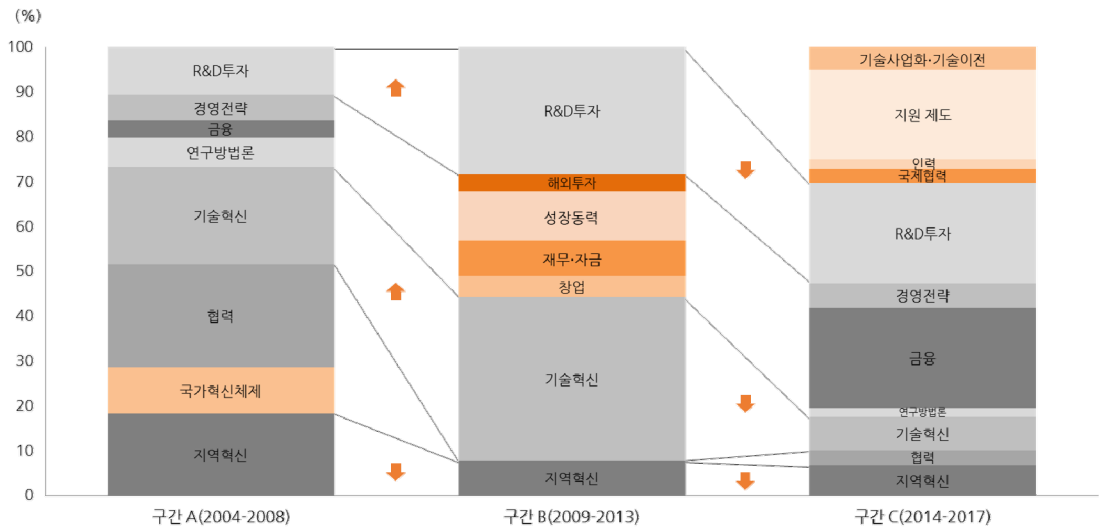 (%)
100
90
80
70
60
50
40
30
20
10
0
R&D투자
경영전략
금융
연구방법론
기술혁신
협력
국가혁신체제
지역혁신
R&D투자
해외투자
성장동력
재무·자금
창업
기술혁신
지역혁신
기술사업화·기술이전
지원 제도
인력
국제협력
R&D투자
경영전략
금융
연구방법론
기술혁신
협력
지역혁신
구간 A(2004-2008)
구간 B(2009-2013)
구간 C(2014-2017)